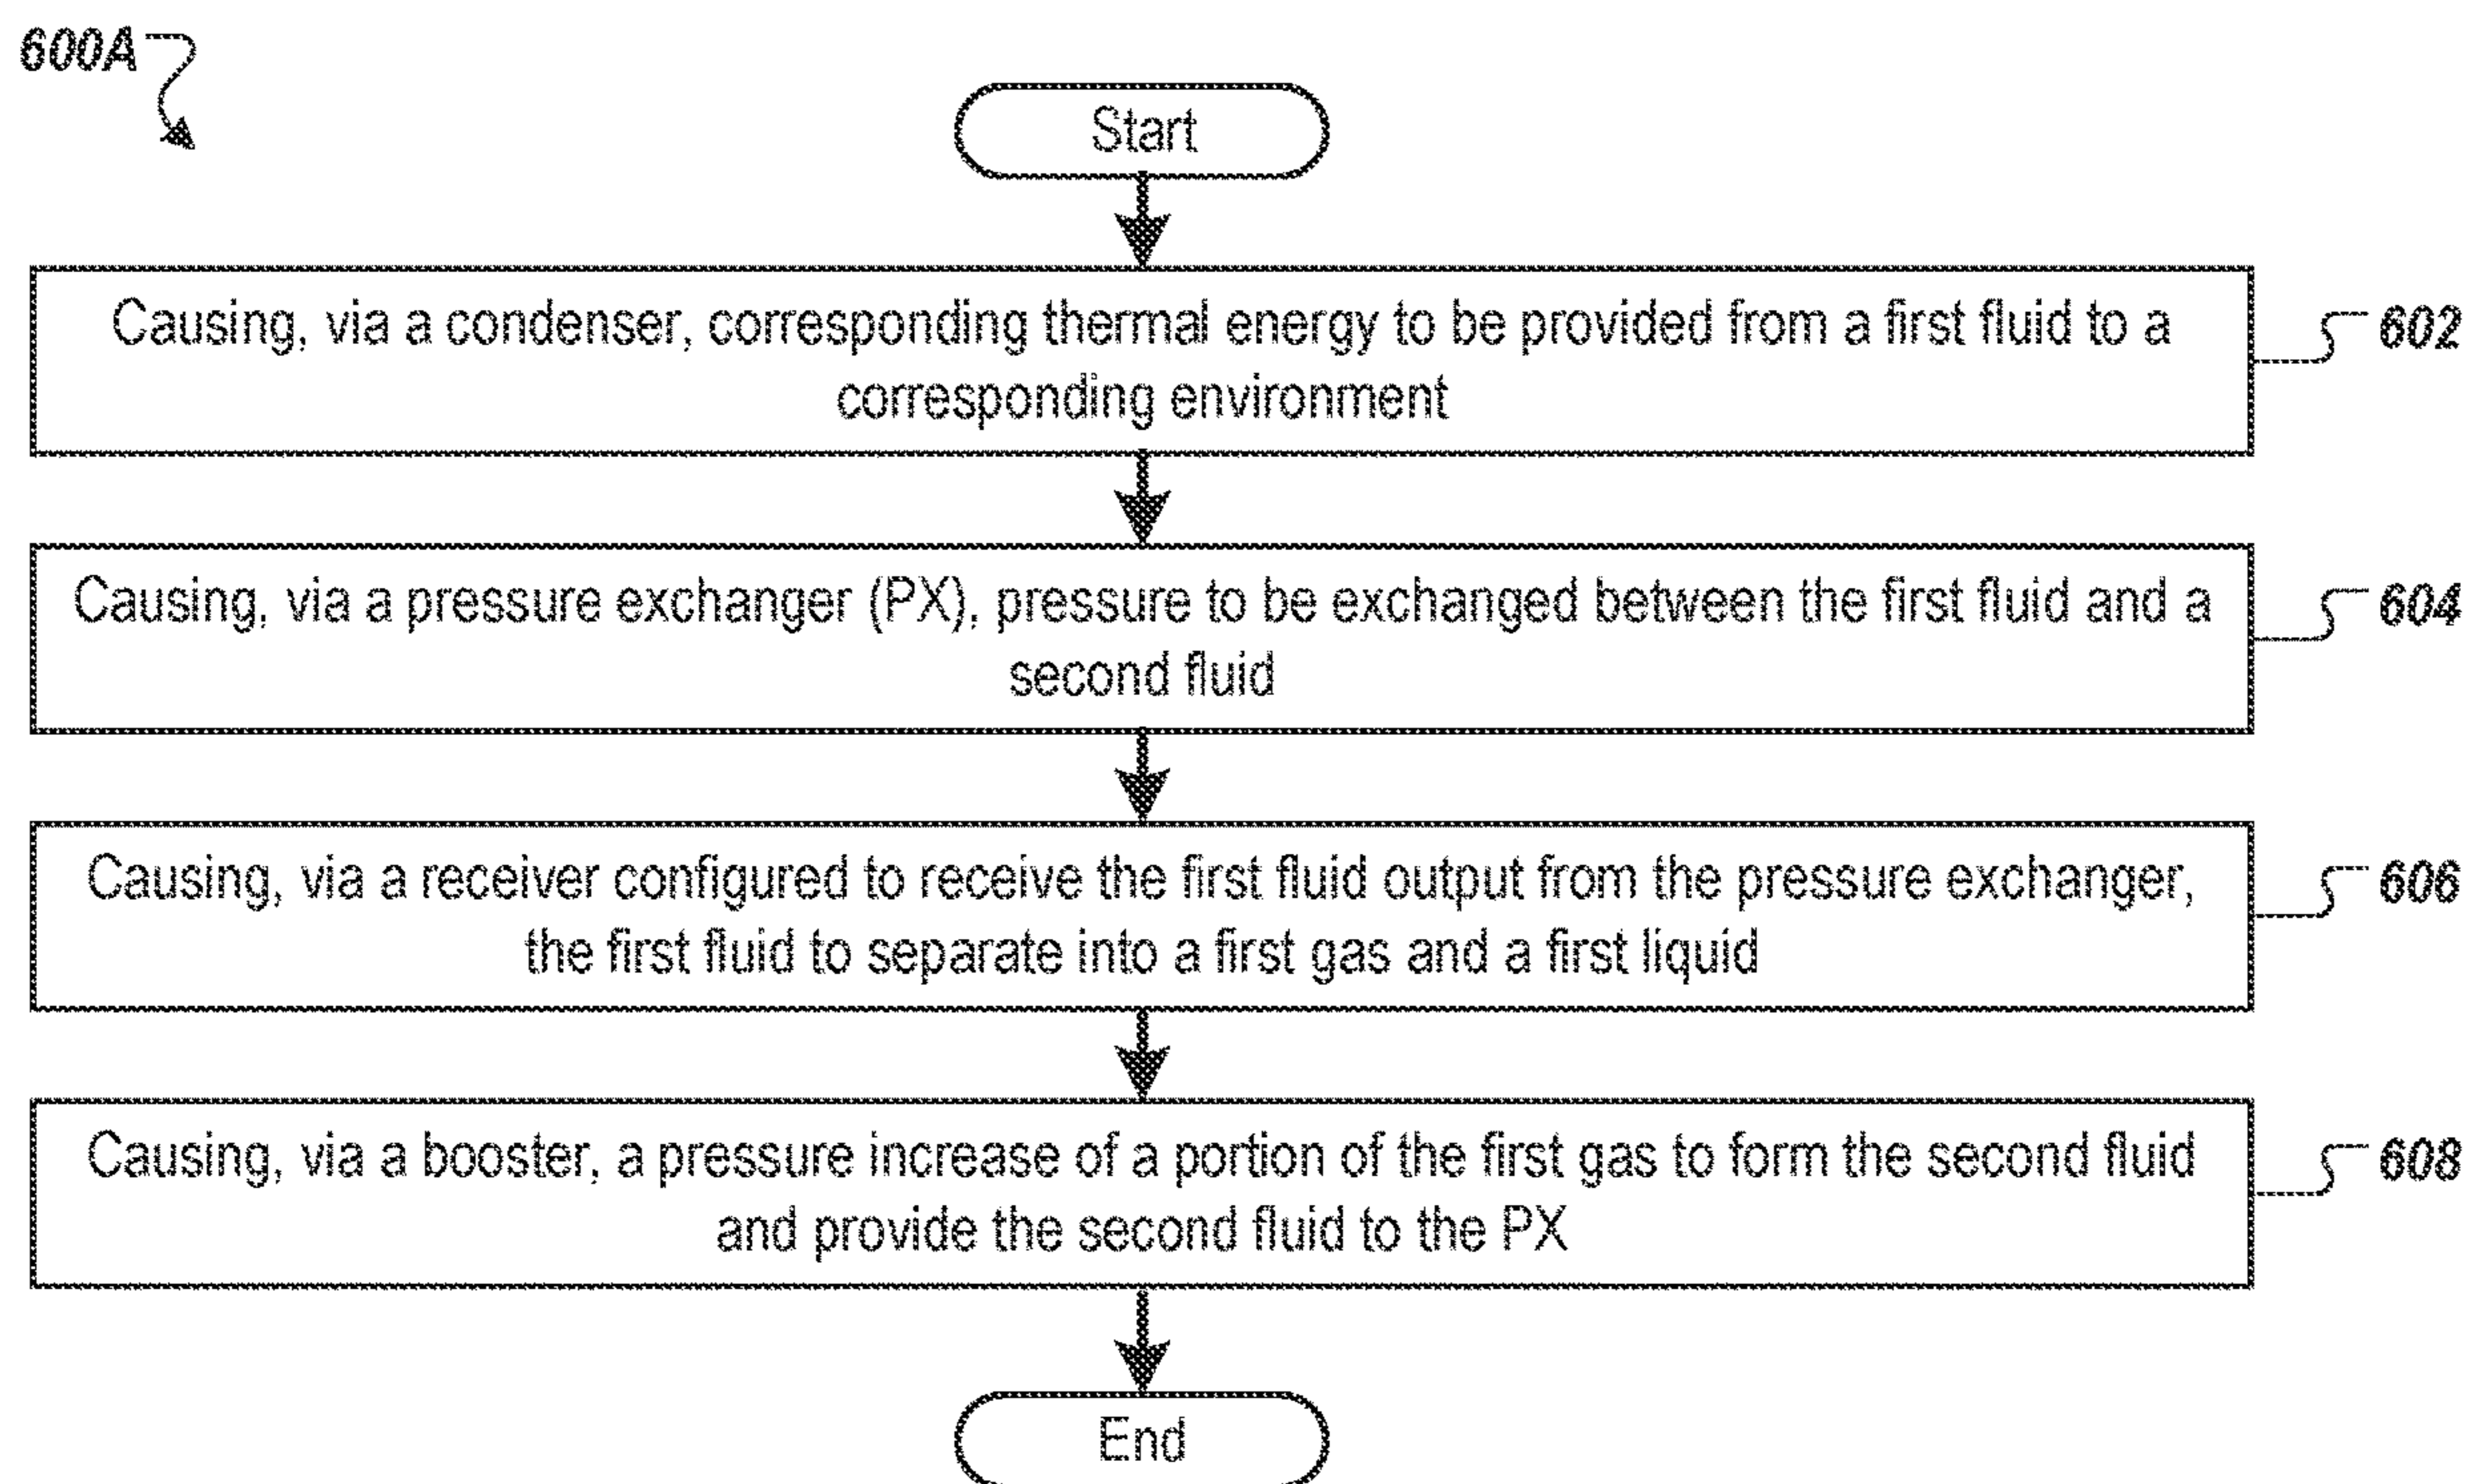 600A
Start
Causing, via a condenser, corresponding thermal energy to be provided from a first fluid to a
corresponding environment
602
Causing, via a pressure exchanger (PX), pressure to be exchanged between the first fluid and a
second fluid
604
Causing, via a receiver configured to receive the first fluid output from the pressure exchanger,
the first fluid to separate into a first gas and a first liquid
606
Causing, via a booster, a pressure increase of a portion of the first gas to form the second fluid
and provide the second fluid to the PX
608
End